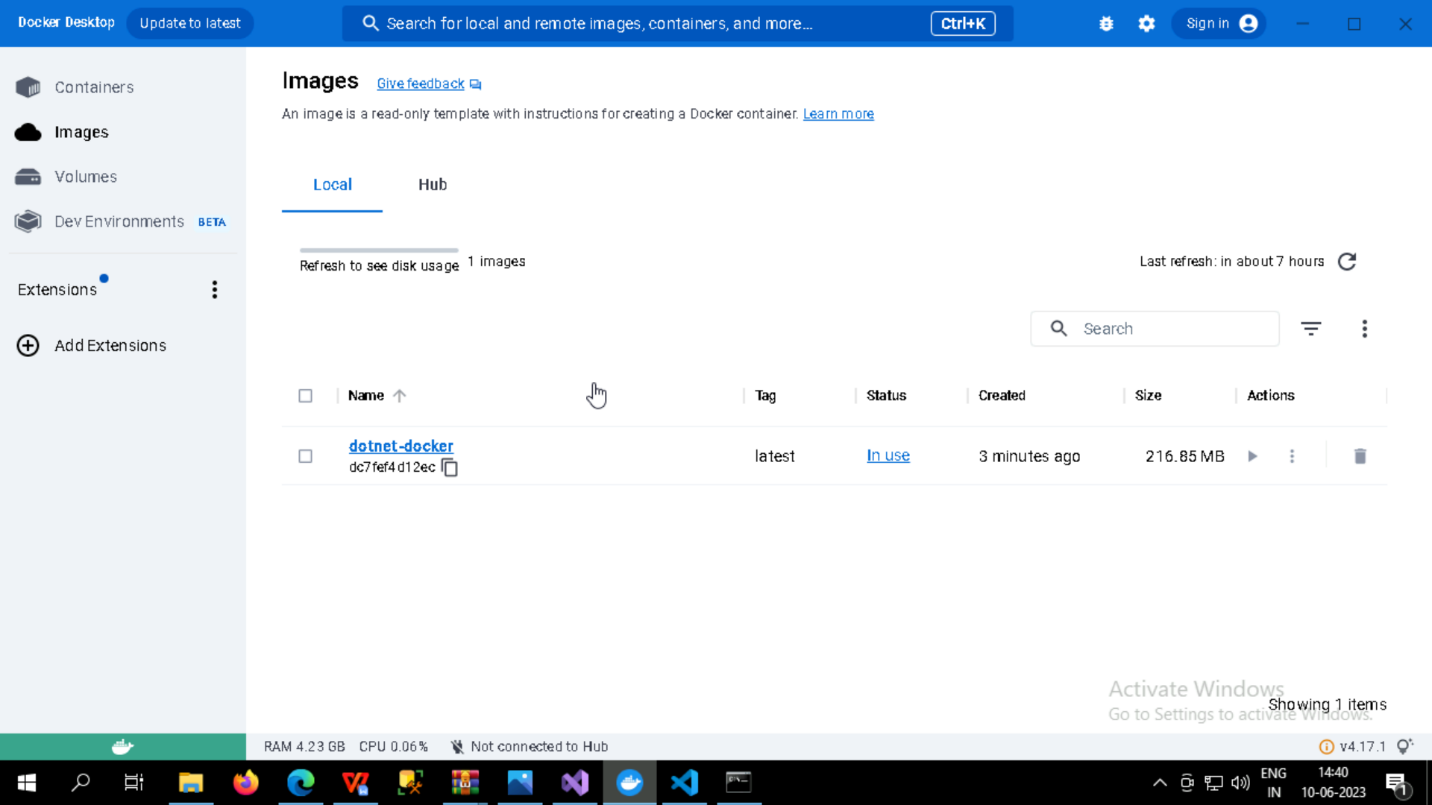 Docker Desktop Update to latest Search for local and remote images, containers, and more... Ctrl+K Sign in
Containers
Images
Volumes
Dev Environments BETA
Extensions
Add Extensions
Images Give feedback
An image is a read-only template with instructions for creating a Docker container. Learn more
Local Hub
Refresh to see disk usage 1 images Last refresh: in about 7 hours
Search
Name Tag Status Created Size Actions
dotnet-docker latest In use 3 minutes ago 216.85 MB
dc7fef4d12ec
Activate Windows
Showing 1 items
Go to Settings to activate Windows.
RAM 4.23 GB CPU 0.06% Not connected to Hub v4.17.1
ENG 14:40
IN 10-06-2023 1